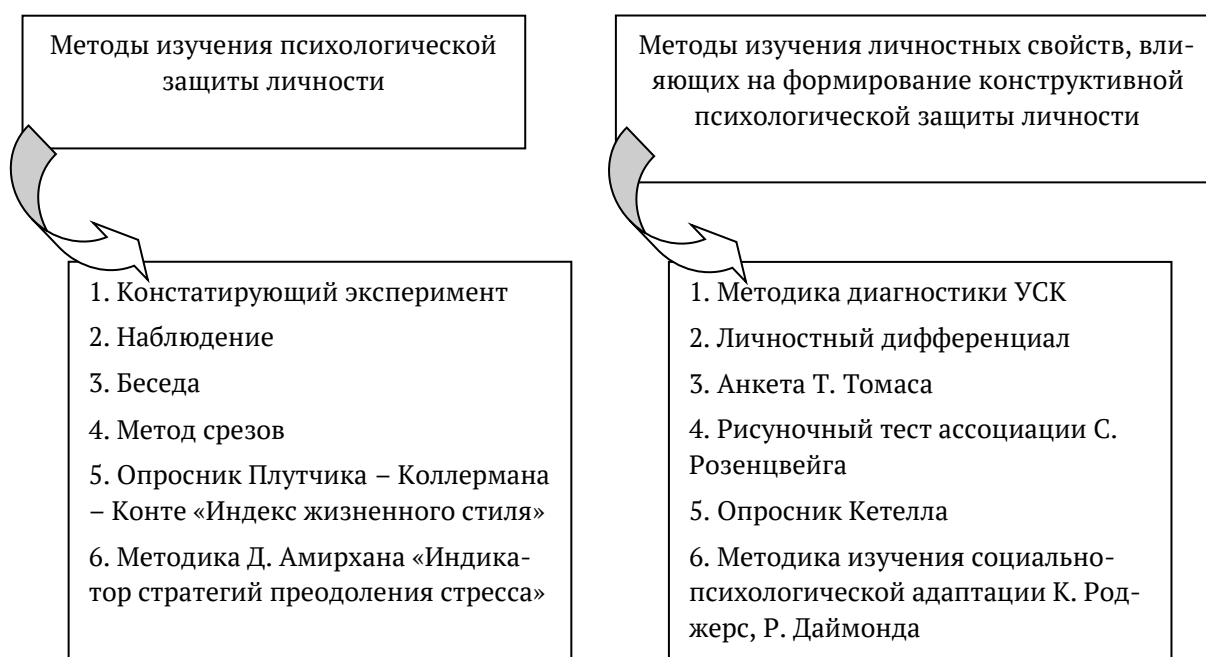 Методы изучения психологической
защиты личности
Методы изучения личностных свойств, вли-
яющих на формирование конструктивной
психологической защиты личности
1. Констатирующий эксперимент
2. Наблюдение
3. Беседа
4. Метод срезов
5. Опросник Плутчика – Коллермана
– Конте «Индекс жизненного стиля»
6. Методика Д. Амирхана «Индика-
тор стратегий преодоления стресса»
1. Методика диагностики УСК
2. Личностный дифференциал
3. Анкета Т. Томаса
4. Рисуночный тест ассоциации С.
Розенцвейга
5. Опросник Кетелла
6. Методика изучения социально-
психологической адаптации К. Род-
жерс, Р. Даймонда